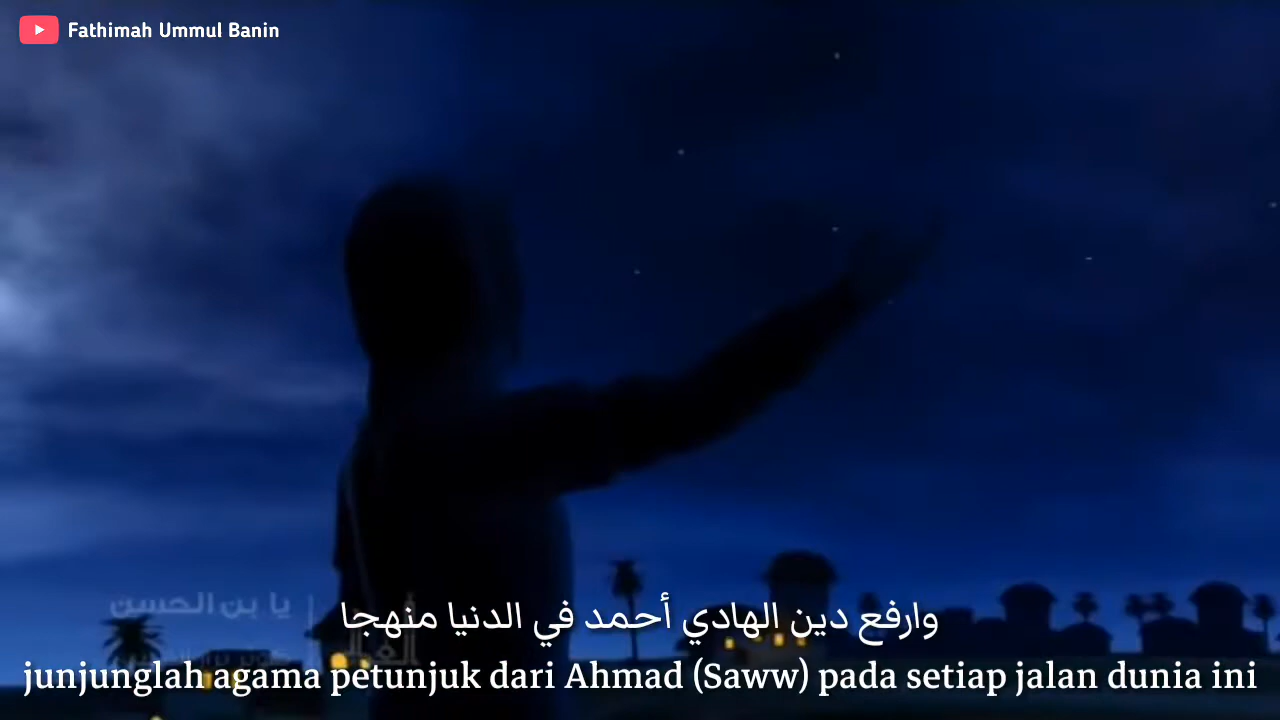 Fathimah Ummul Banin
يا بن الحسن
وارفع دين الهادي أحمد في الدنيا منهجا
junjunglah agama petunjuk dari Ahmad (Saww) pada setiap jalan dunia ini